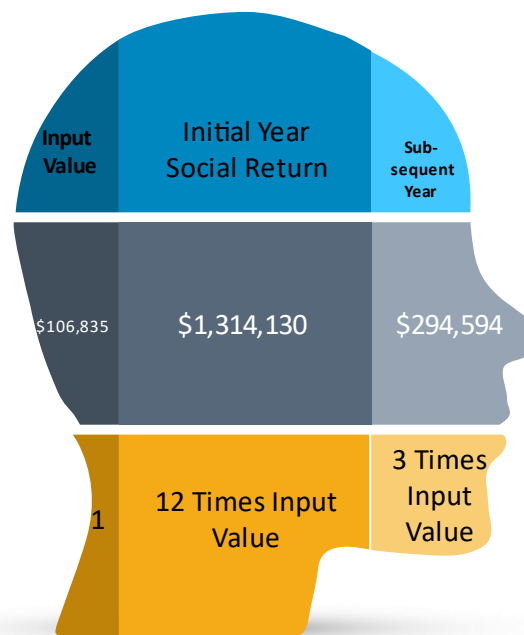 Input
Value
Initial Year
Social Return
Sub-
sequent
Year
$106,835
$1,314,130
$294,594
1
12 Times Input
Value
3 Times
Input
Value